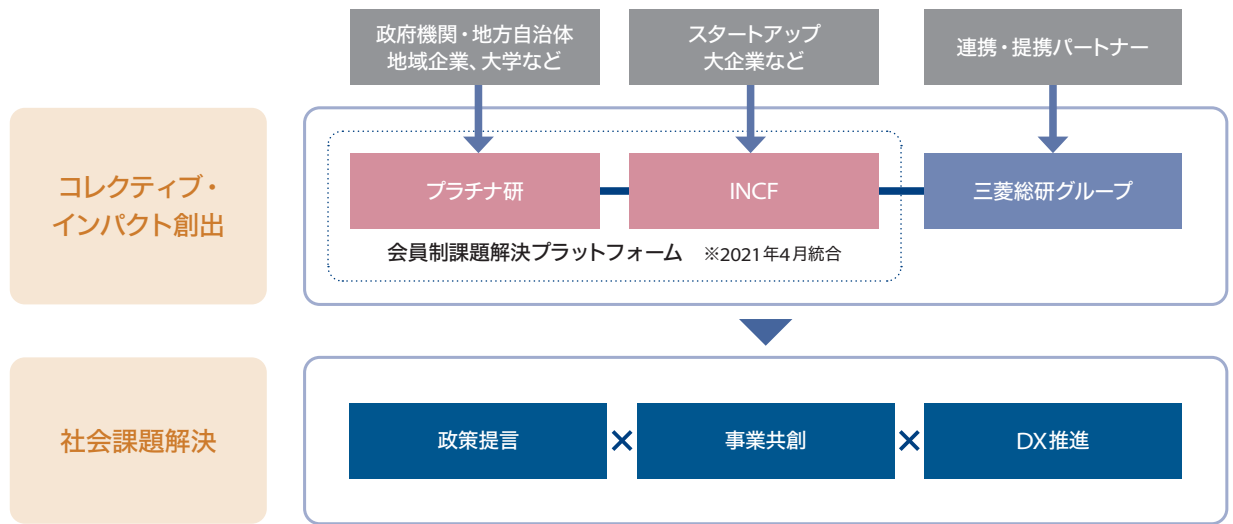 政府機関・地方自治体
地域企業、大学など
スタートアップ
大企業など
連携・提携パートナー
コレクティブ・
インパクト創出
プラチナ研
INCF
三菱総研グループ
会員制課題解決プラットフォーム ※2021年4月統合
社会課題解決
政策提言 × 事業共創 × DX推進